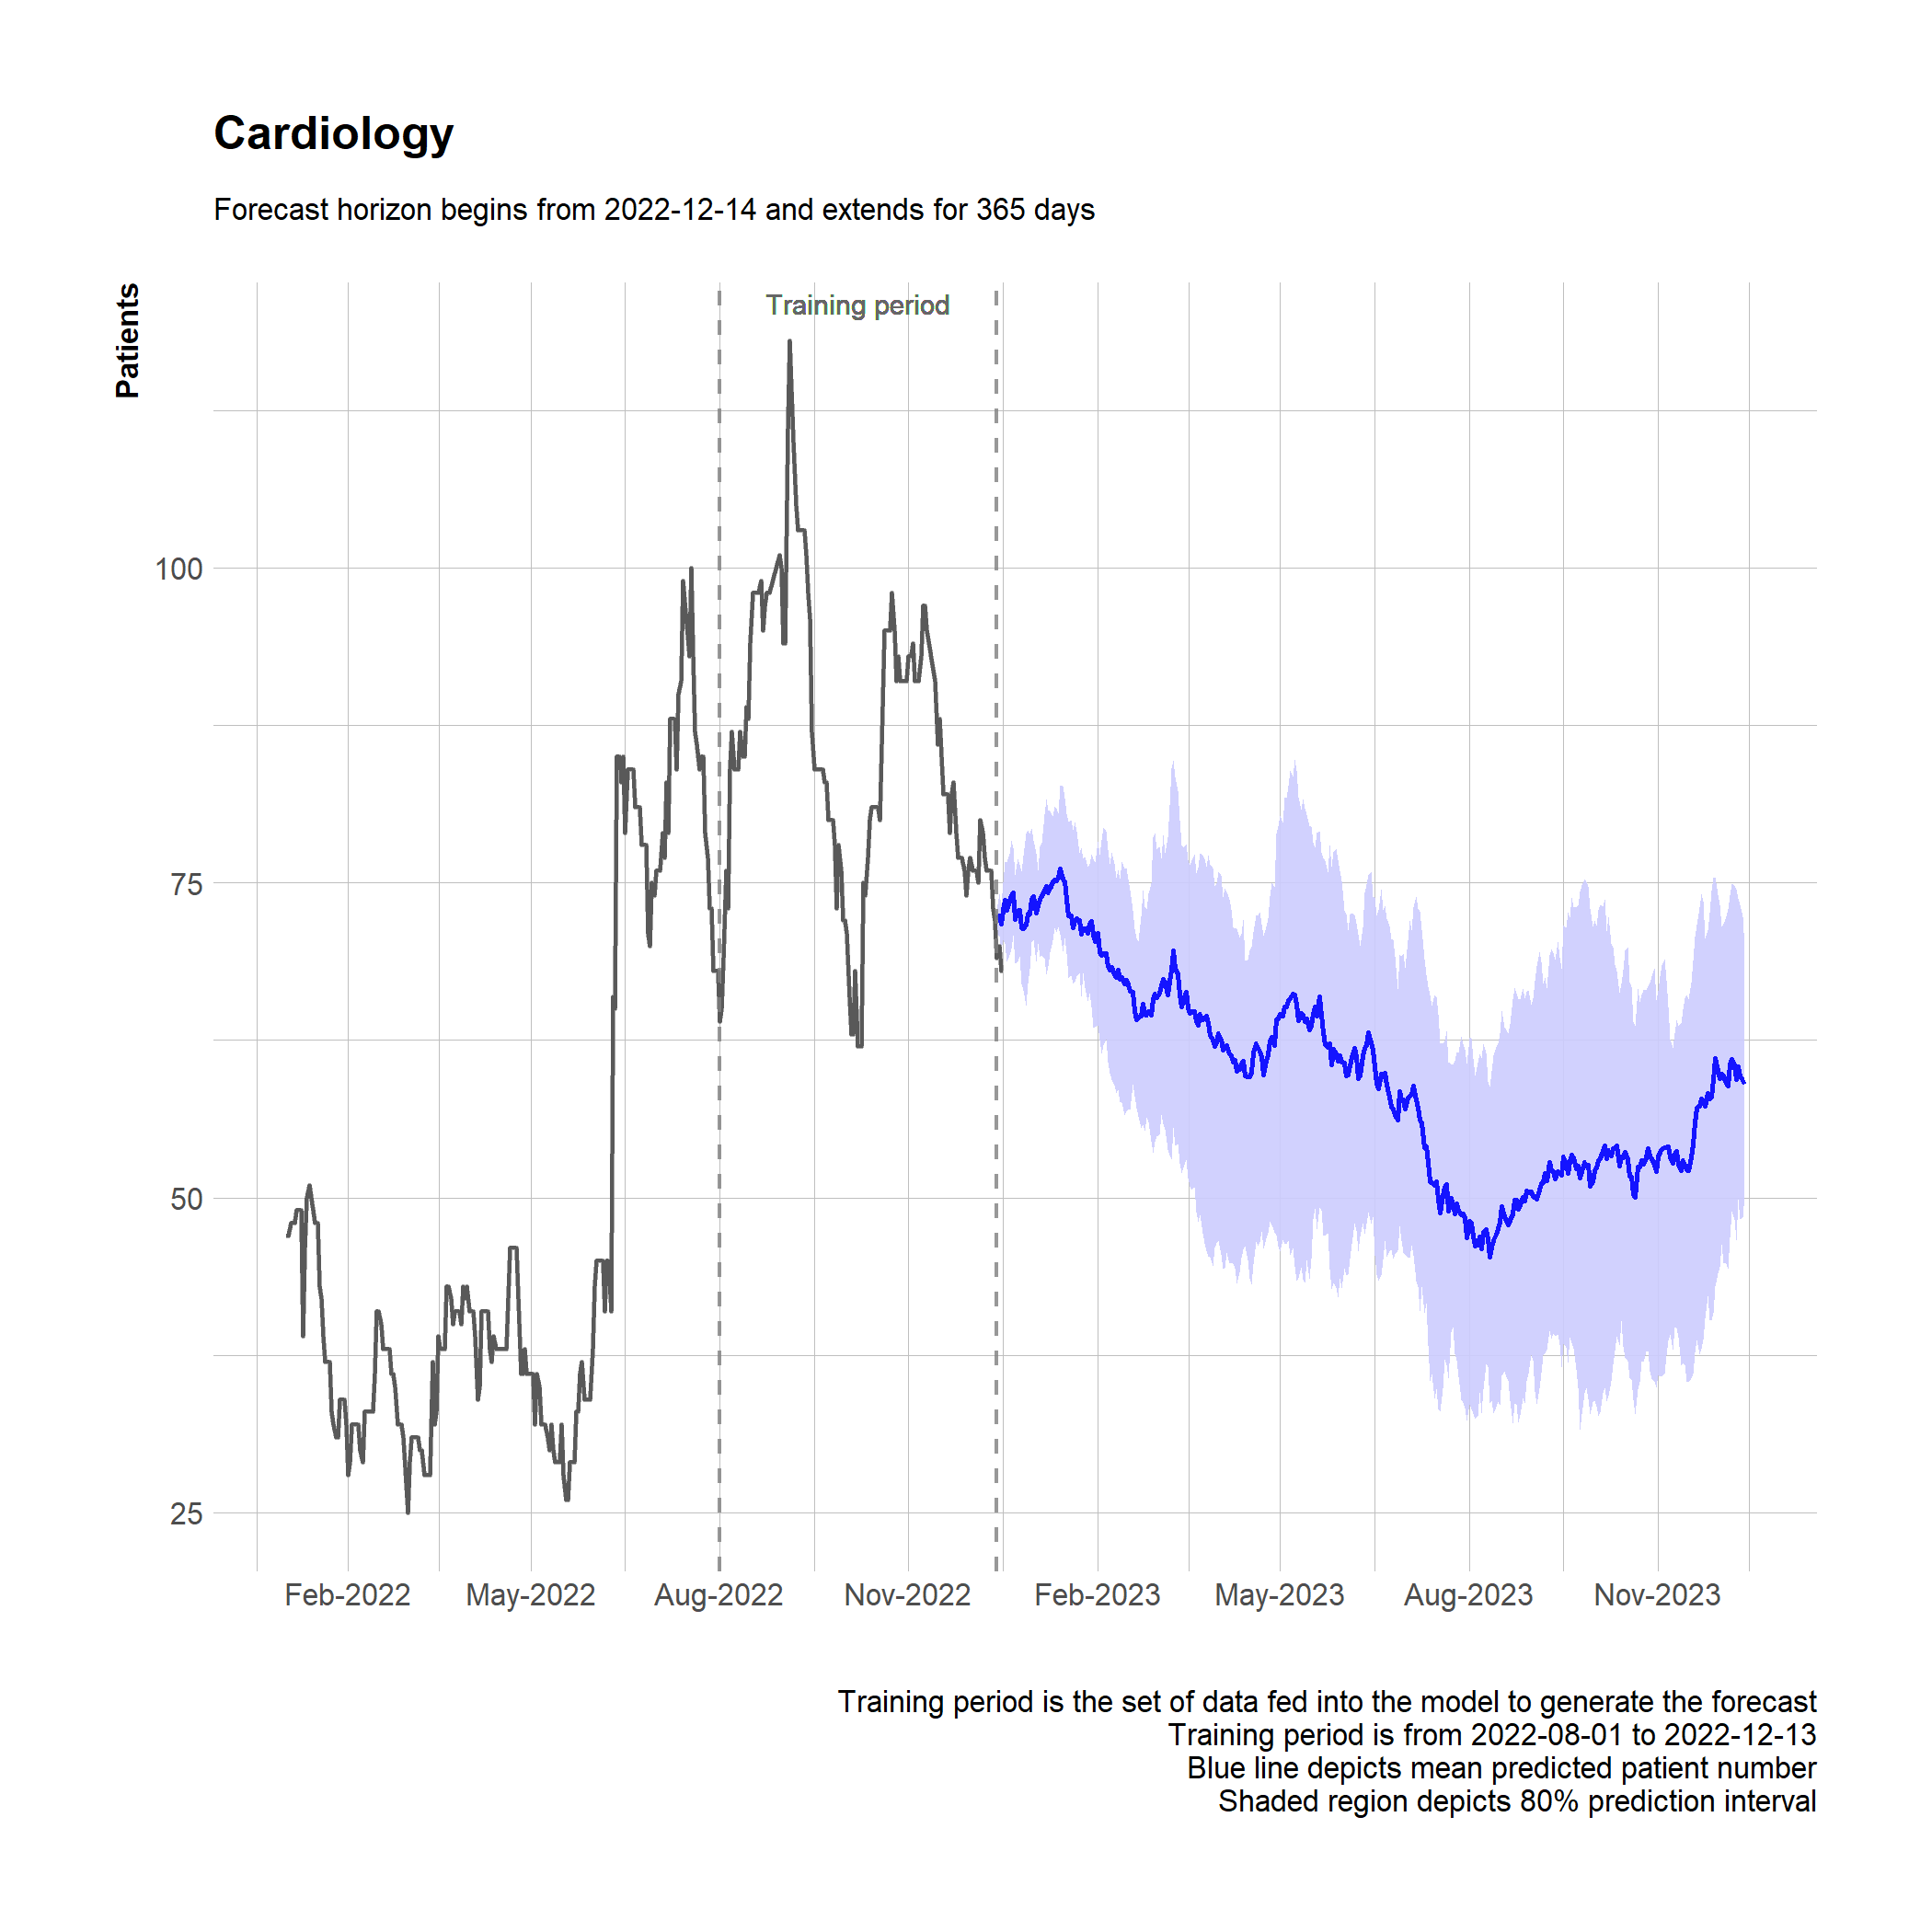 Cardiology
Forecast horizon begins from 2022-12-14 and extends for 365 days
Patients
Training period
100
75
50
25
Feb-2022 May-2022 Aug-2022 Nov-2022 Feb-2023 May-2023 Aug-2023 Nov-2023
Training period is the set of data fed into the model to generate the forecast
Training period is from 2022-08-01 to 2022-12-13
Blue line depicts mean predicted patient number
Shaded region depicts 80% prediction interval